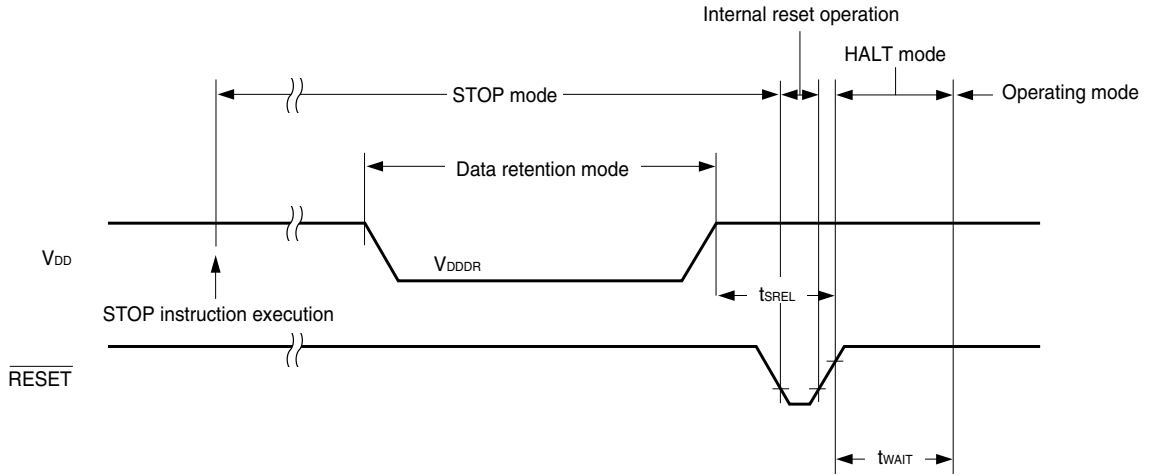 Internal reset operation
HALT mode
STOP mode
Operating mode
Data retention mode
VDD
VDDDR
tSREL
STOP instruction execution
RESET
tWAIT